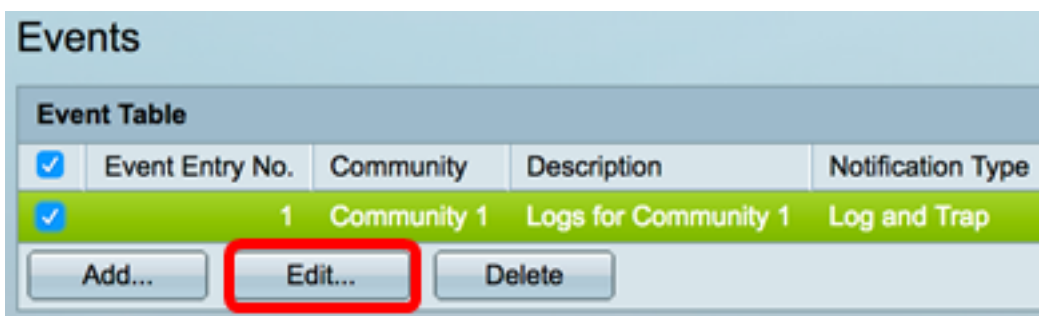 Events
Event Table
Event Entry No. Community Description Notification Type
1 Community 1 Logs for Community 1 Log and Trap
Add... Edit... Delete